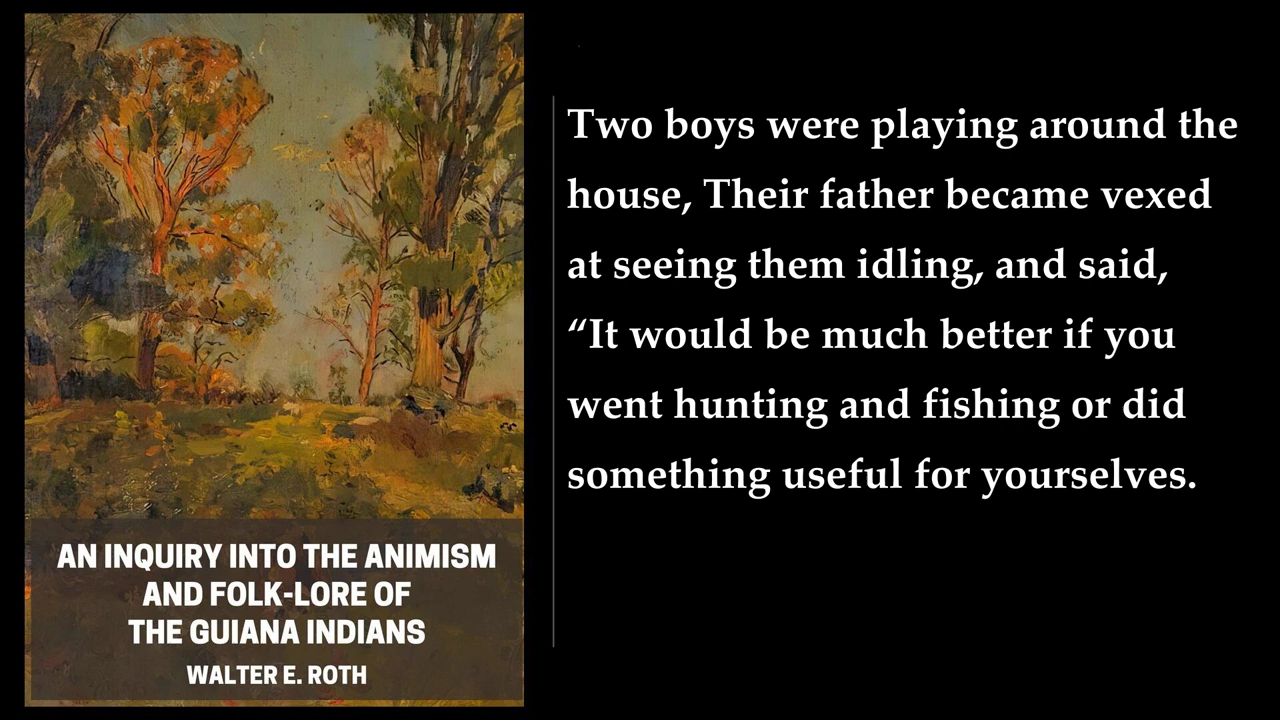 AN INQUIRY INTO THE ANIMISM
AND FOLK-LORE OF
THE GUIANA INDIANS
WALTER E. ROTH
Two boys were playing around the
house, Their father became vexed
at seeing them idling, and said,
“It would be much better if you
went hunting and fishing or did
something useful for yourselves.